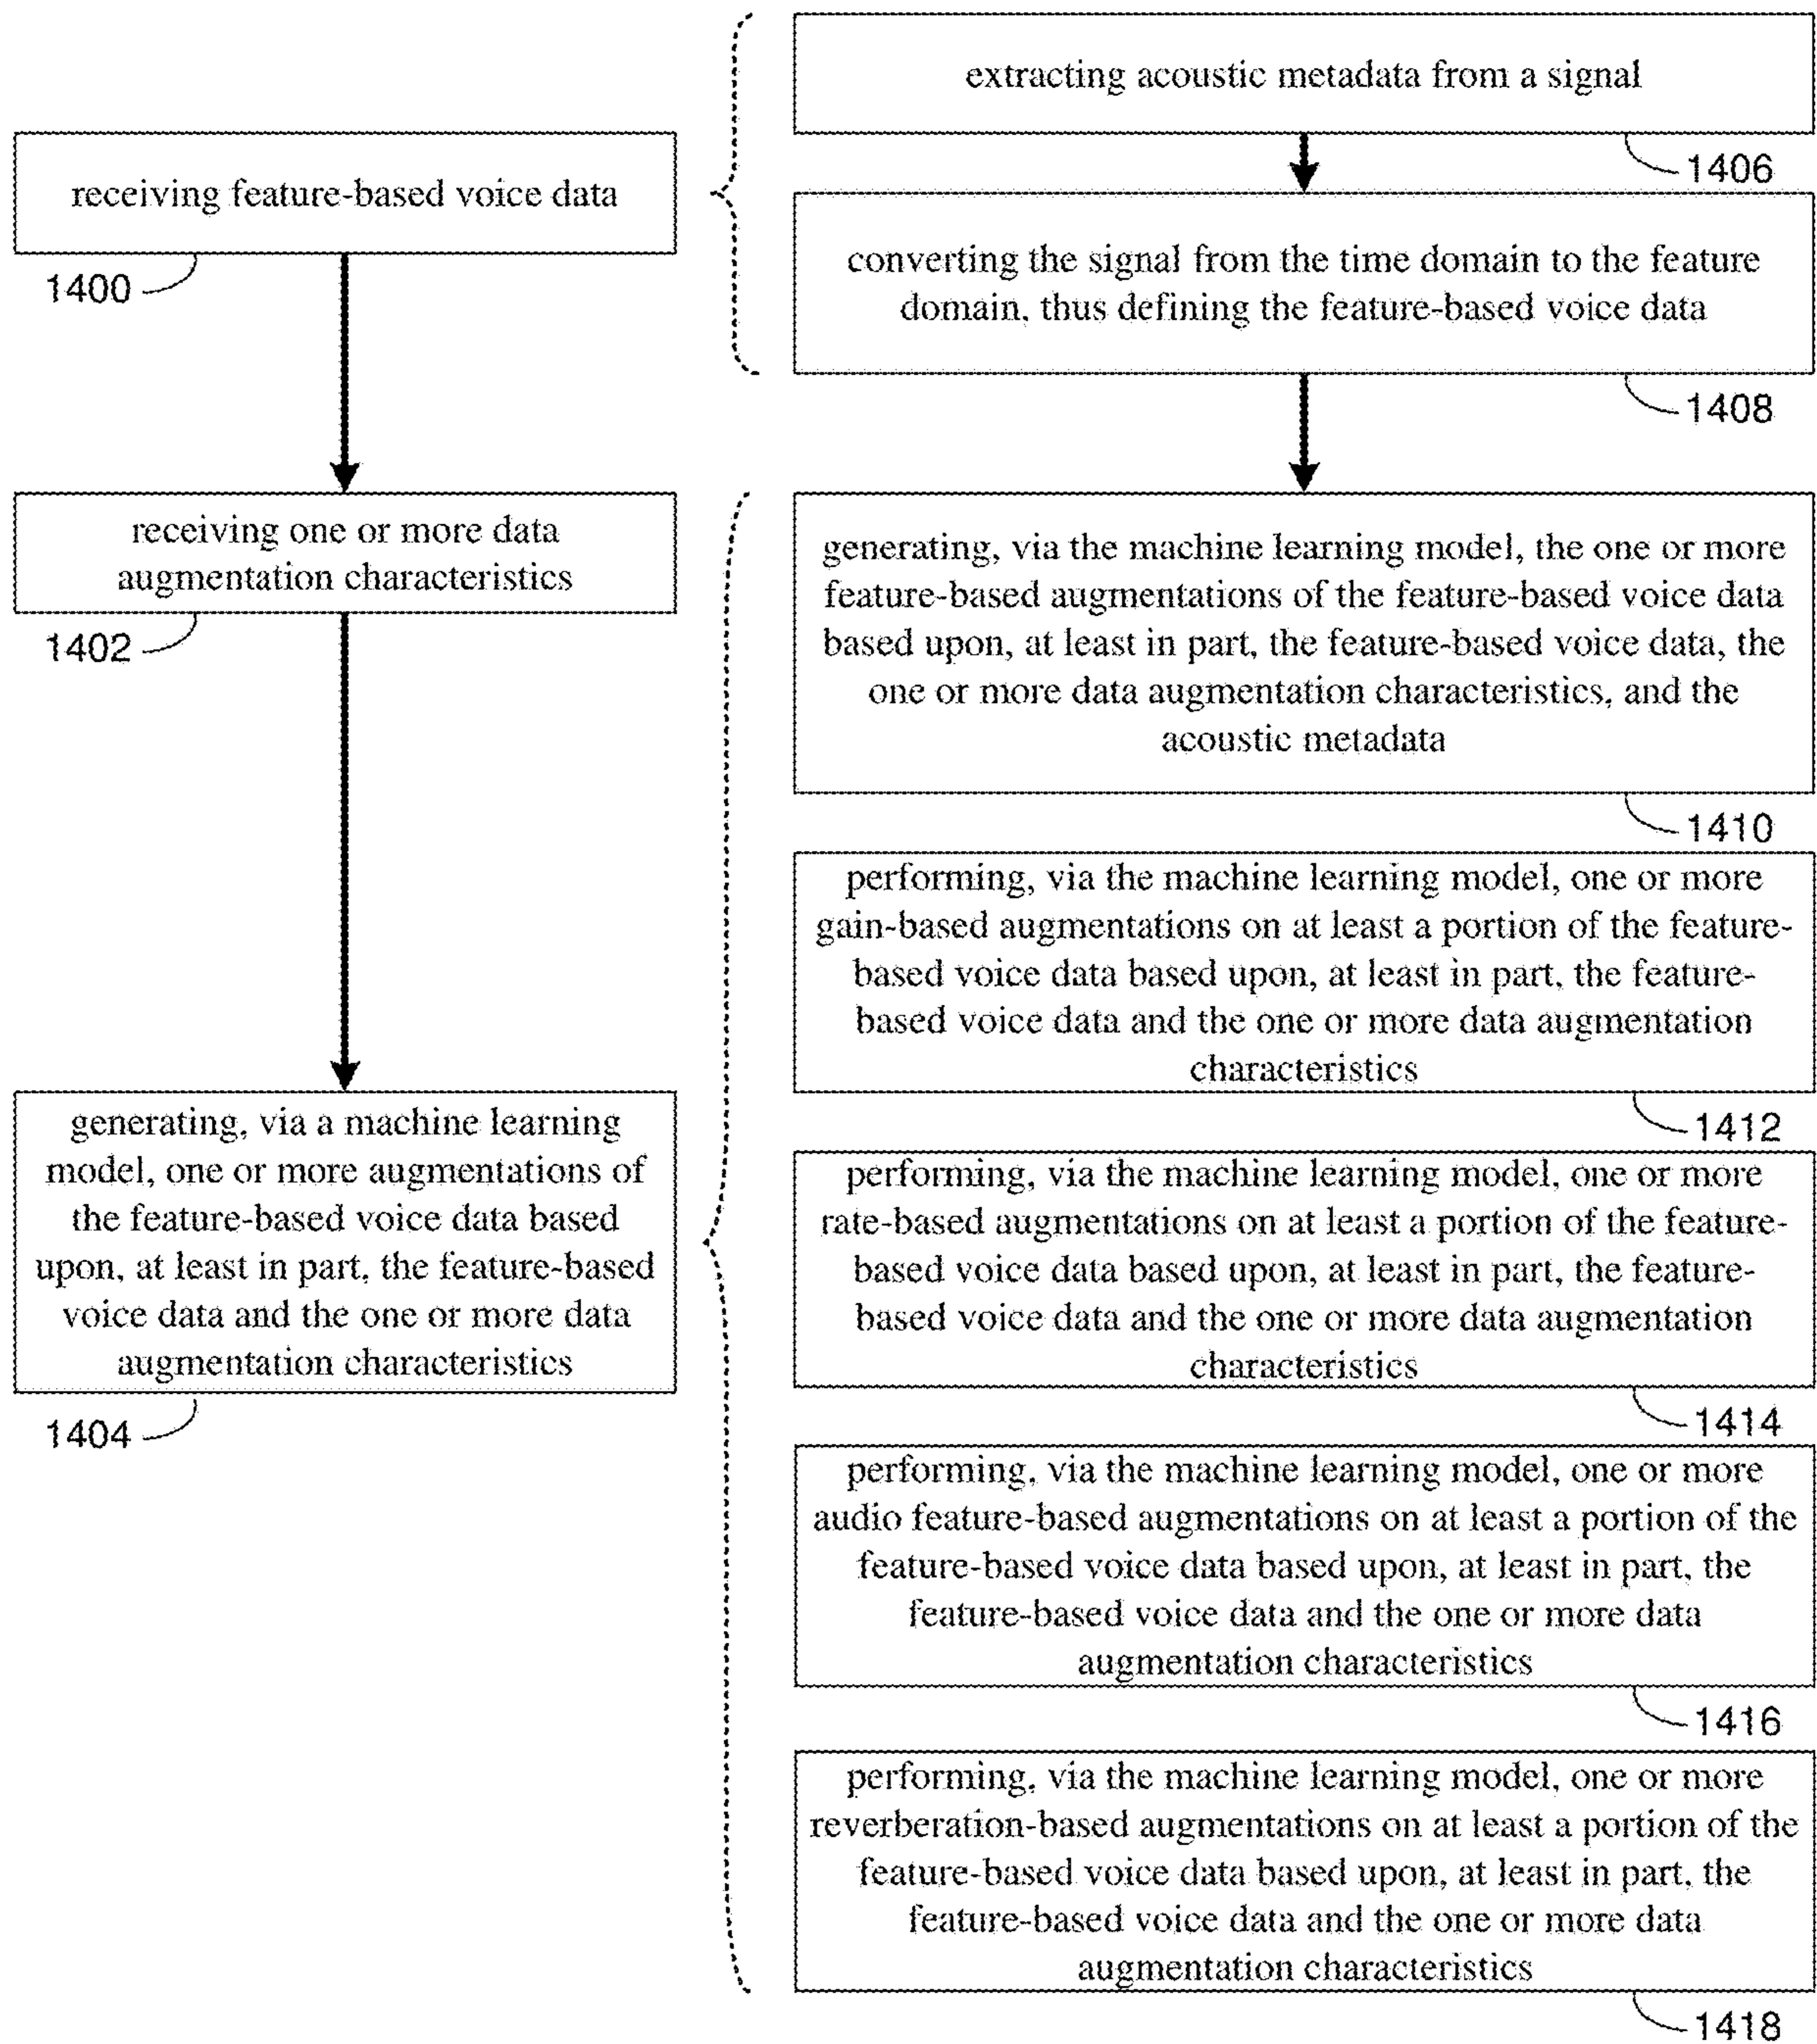 receiving feature-based voice data
1400
receiving one or more data
augmentation characteristics
1402
generating, via a machine learning
model, one or more augmentations of
the feature-based voice data based
upon, at least in part, the feature-based
voice data and the one or more data
augmentation characteristics
1404
extracting acoustic metadata from a signal
1406
converting the signal from the time domain to the feature
domain, thus defining the feature-based voice data
1408
generating, via the machine learning model, the one or more
feature-based augmentations of the feature-based voice data
based upon, at least in part, the feature-based voice data, the
one or more data augmentation characteristics, and the
acoustic metadata
1410
performing, via the machine learning model, one or more
gain-based augmentations on at least a portion of the feature-
based voice data based upon, at least in part, the feature-
based voice data and the one or more data augmentation
characteristics
1412
performing, via the machine learning model, one or more
rate-based augmentations on at least a portion of the feature-
based voice data based upon, at least in part, the feature-
based voice data and the one or more data augmentation
characteristics
1414
performing, via the machine learning model, one or more
audio feature-based augmentations on at least a portion of the
feature-based voice data based upon, at least in part, the
feature-based voice data and the one or more data
augmentation characteristics
1416
performing, via the machine learning model, one or more
reverberation-based augmentations on at least a portion of the
feature-based voice data based upon, at least in part, the
feature-based voice data and the one or more data
augmentation characteristics
1418